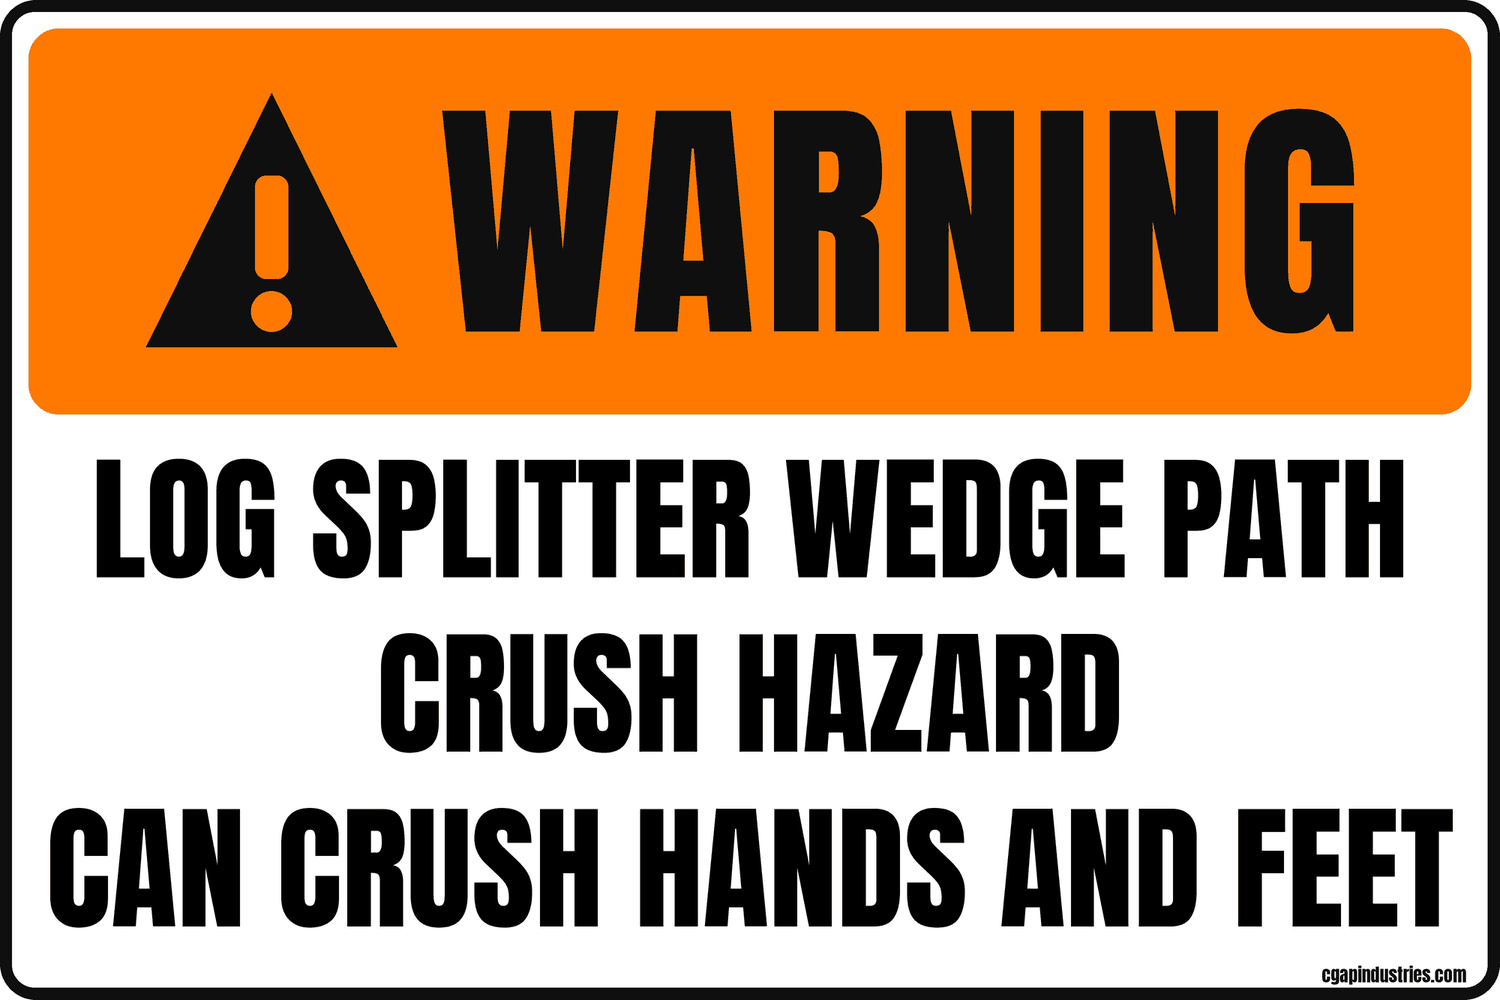 WARNING
LOG SPLITTER WEDGE PATH
CRUSH HAZARD
CAN CRUSH HANDS AND FEET
cgapindustries.com